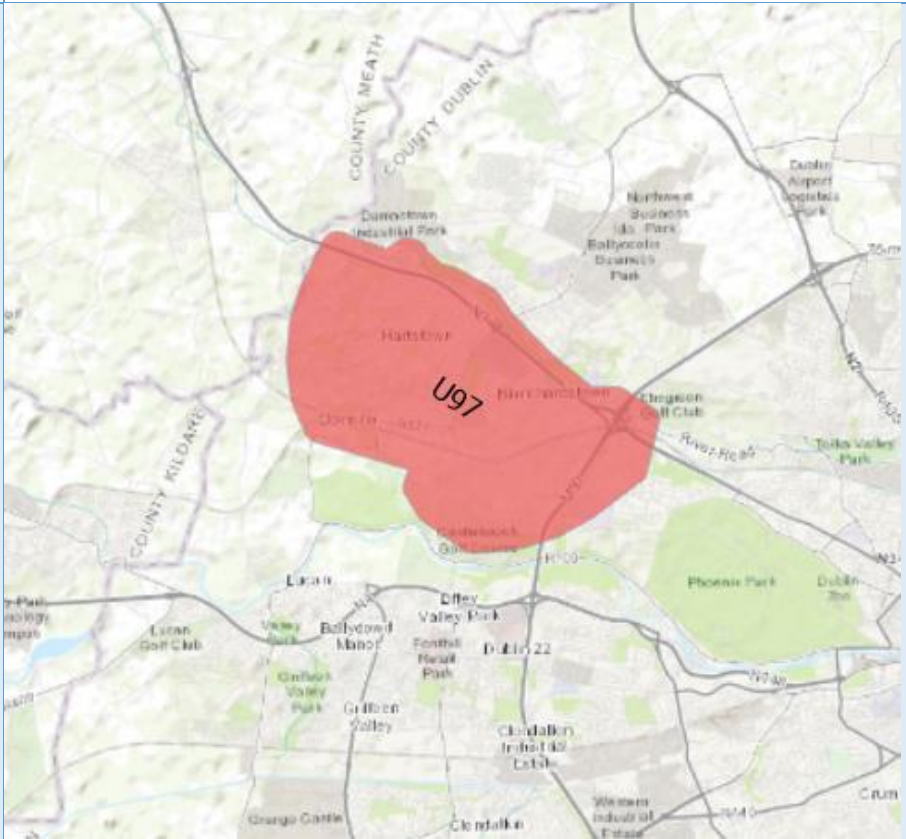 COUNTY MEATH
COUNTY DUBLIN
Damastown
Industrial Park
Dublin
Airport
Logistics
Park
Northwest
Business
Park
Ballycoolin
Business
Park
Hartstown
U97
Blanchardstown
Elmgreen
Golf Club
COUNTY KILDARE
Tolka Valley
Park
River Road
Castleknock
Golf Course
Lucan
Phoenix Park
Dublin
Zoo
Liffey
Valley Park
Lucan
Golf Club
Valley
Park
Ballydowd
Manor
Fonthill
Retail
Park
Dublin 22
Griffeen
Valley
Park
Griffeen
Valley
Clondalkin
Industrial
Estate
Grange Castle
Clondalkin
Western
Industrial
Estate
Crum